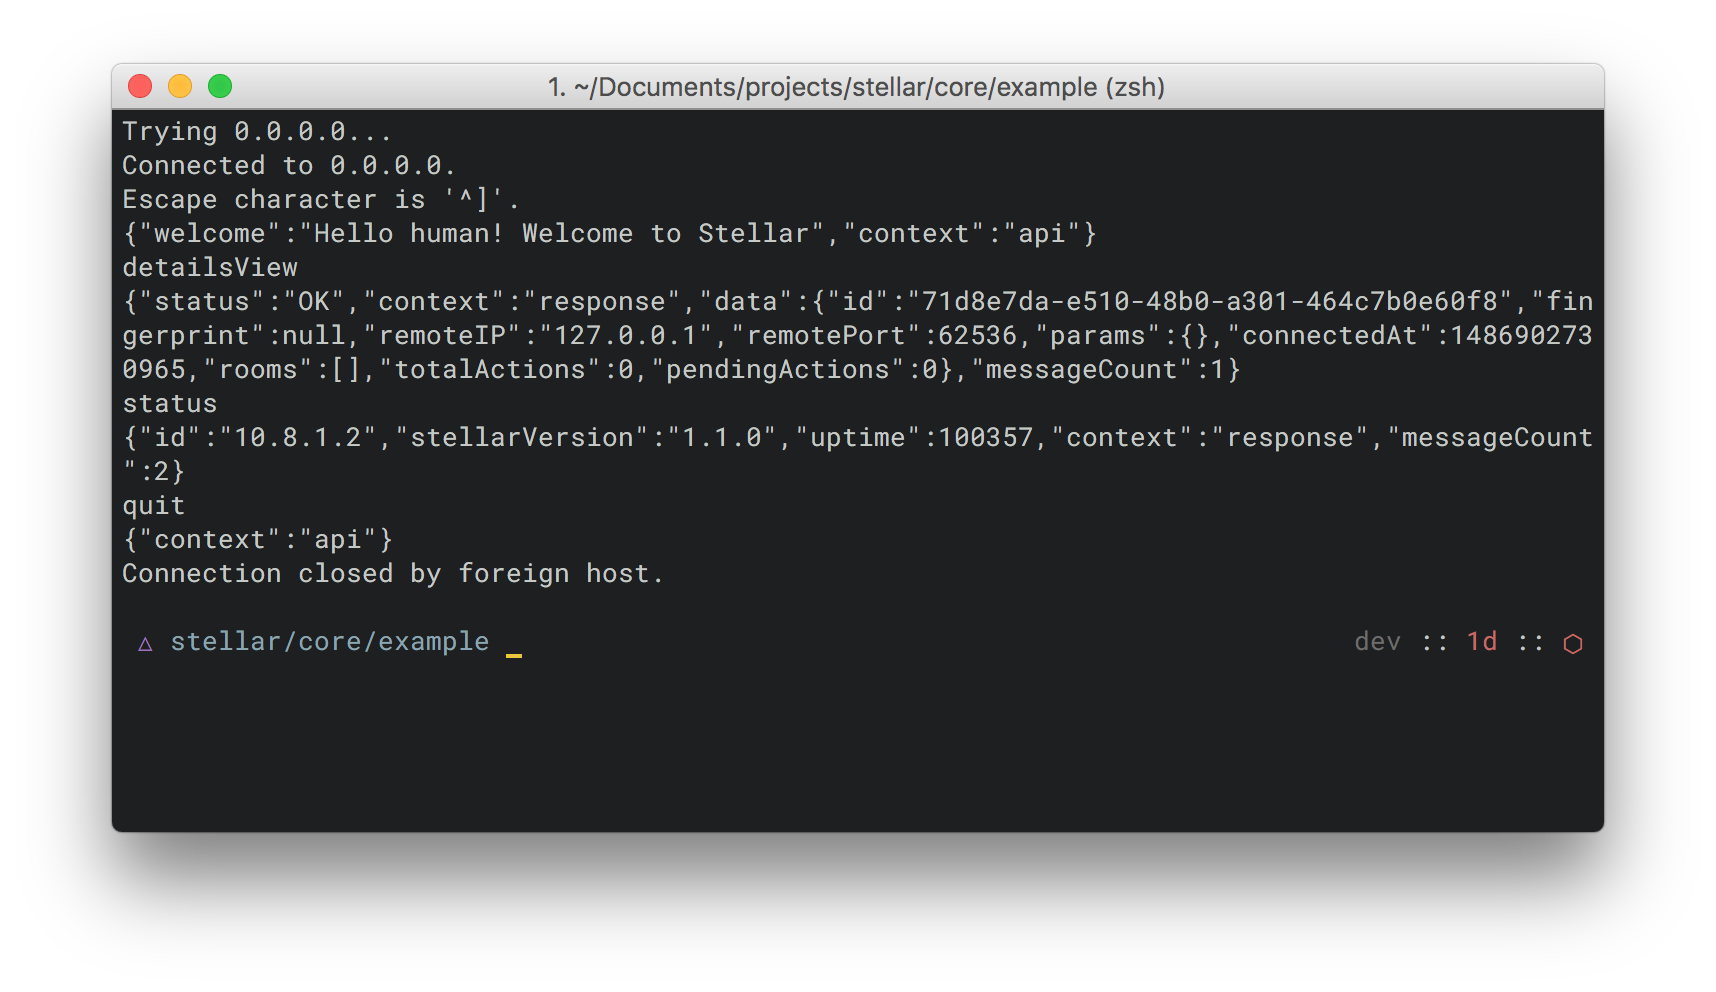 1. ~/Documents/projects/stellar/core/example (zsh)
Trying 0.0.0.0...
Connected to 0.0.0.0.
Escape character is '^]'.
{"welcome":"Hello human! Welcome to Stellar","context":"api"}
detailsView
{"status":"OK","context":"response","data":{"id":"71d8e7da-e510-48b0-a301-464c7b0e60f8","fin
gerprint":null,"remoteIP":"127.0.0.1","remotePort":62536,"params":{},"connectedAt":148690273
0965,"rooms":[],"totalActions":0,"pendingActions":0},"messageCount":1}
status
{"id":"10.8.1.2","stellarVersion":"1.1.0","uptime":100357,"context":"response","messageCount
":2}
quit
{"context":"api"}
Connection closed by foreign host.
△ stellar/core/example _ dev :: 1d :: ⬡